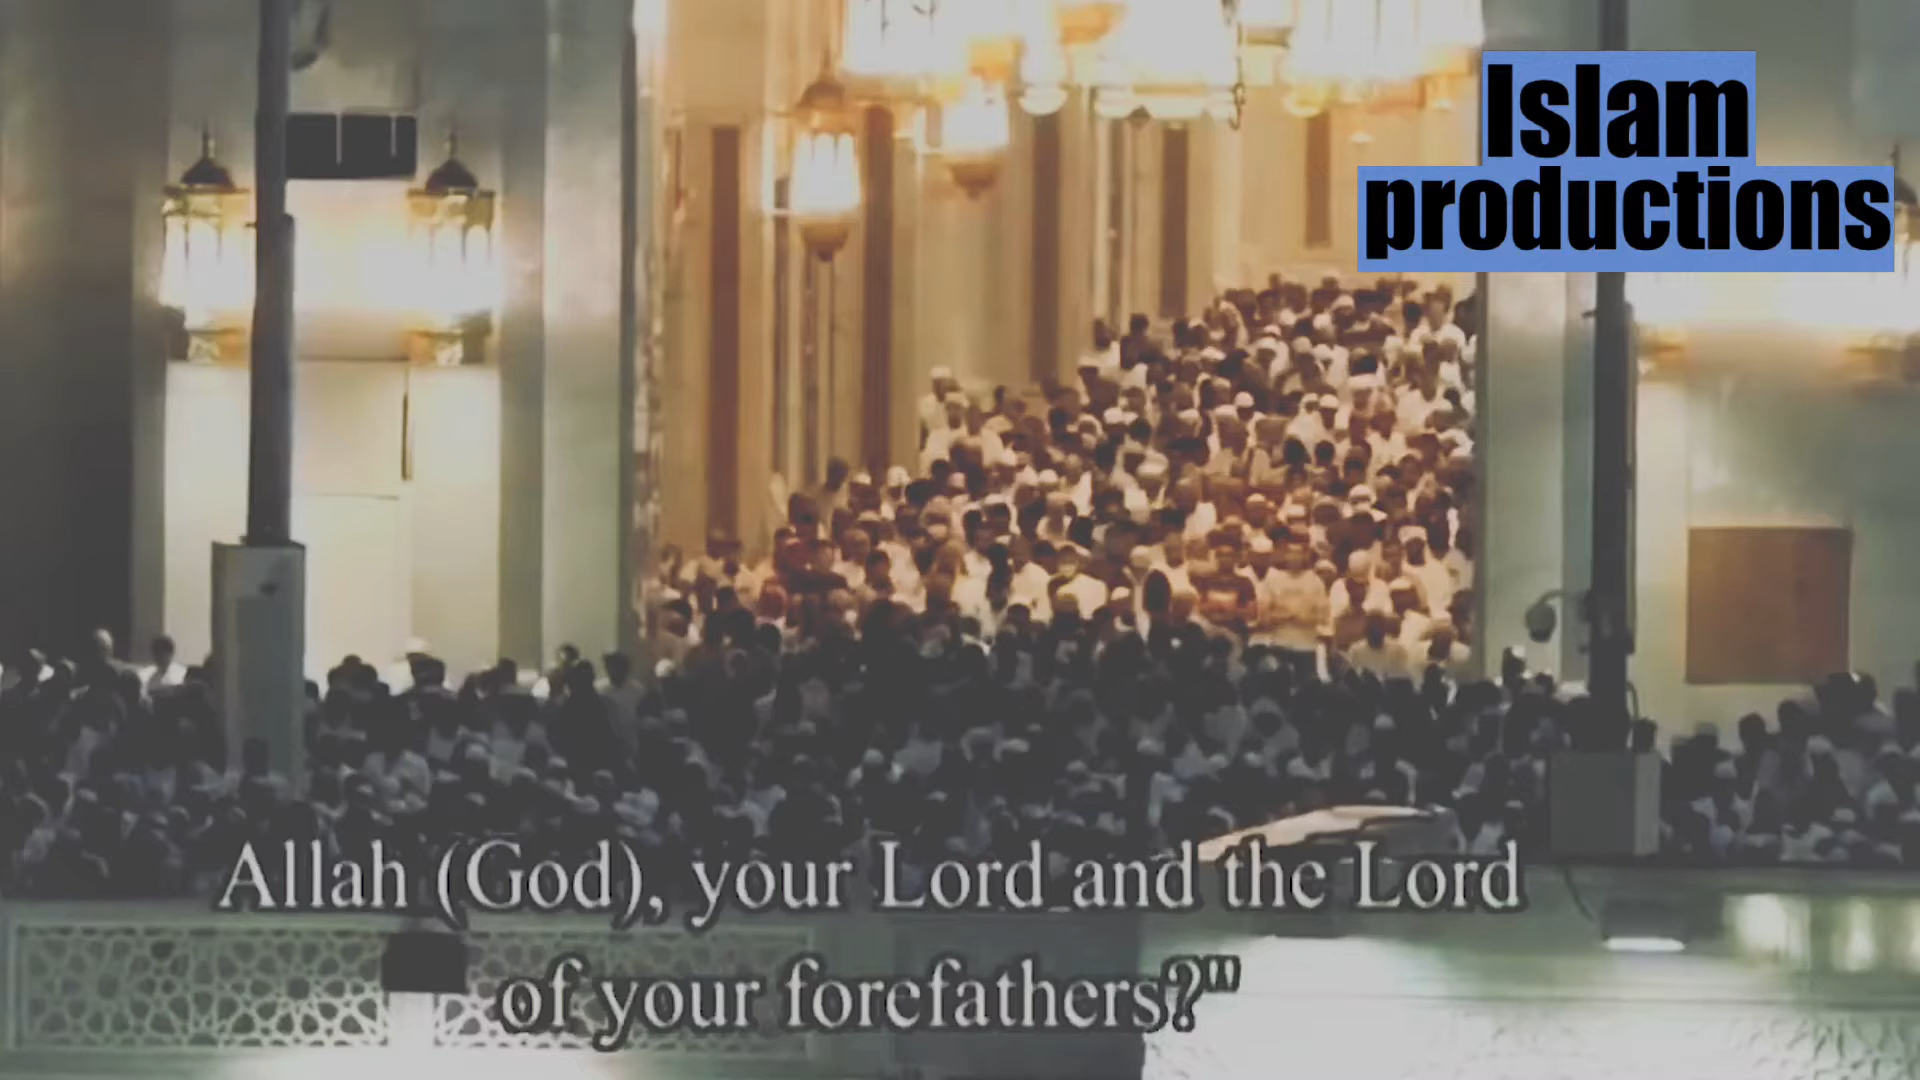 Islam
productions
Allah (God), your Lord and the Lord
of your forefathers?"